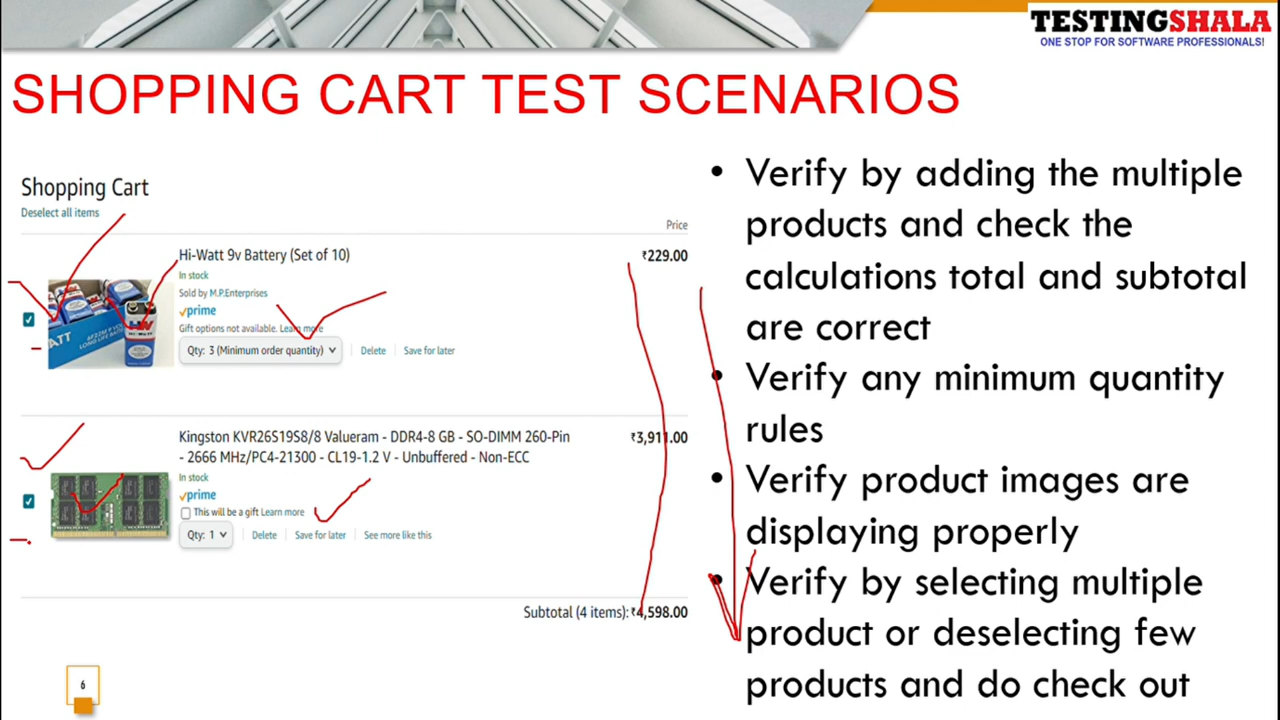 TESTINGSHALA
ONE STOP FOR SOFTWARE PROFESSIONALS!
SHOPPING CART TEST SCENARIOS
Shopping Cart
Deselect all items
Price
Hi-Watt 9v Battery (Set of 10)
₹229.00
In stock
Sold by M.P.Enterprises
prime
Gift options not available. Learn more
Qty: 3 (Minimum order quantity)
Delete
Save for later
Kingston KVR26S19S8/8 Valueram - DDR4-8 GB - SO-DIMM 260-Pin
- 2666 MHz/PC4-21300 - CL19-1.2 V - Unbuffered - Non-ECC
₹3,911.00
In stock
prime
This will be a gift Learn more
Qty: 1
Delete
Save for later
See more like this
Subtotal (4 items): ₹4,598.00
• Verify by adding the multiple
products and check the
calculations total and subtotal
are correct
• Verify any minimum quantity
rules
• Verify product images are
displaying properly
• Verify by selecting multiple
product or deselecting few
products and do check out
6